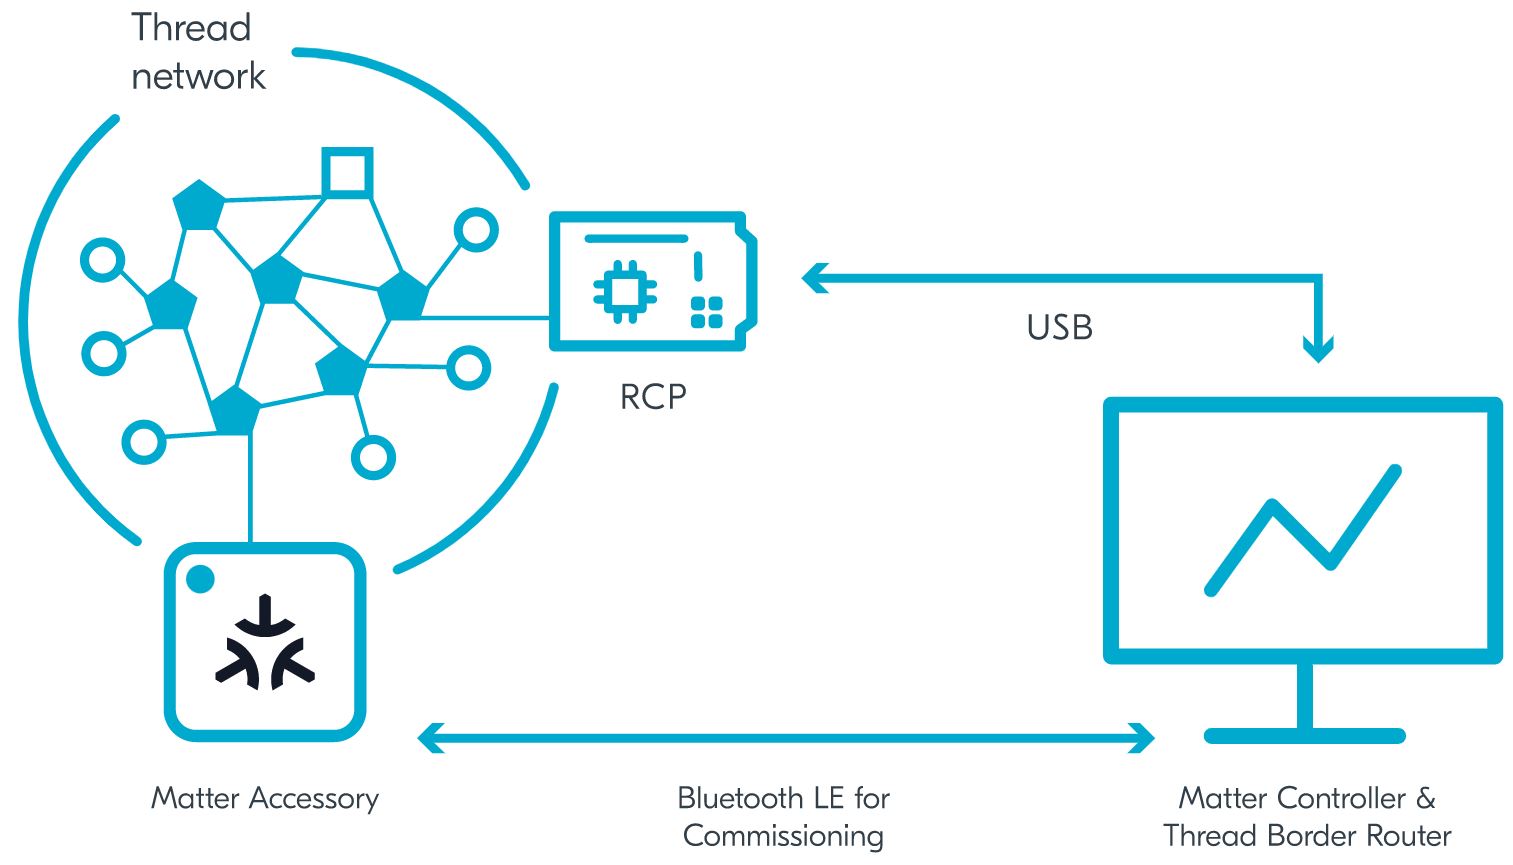 Thread
network
RCP
USB
Matter Accessory
Bluetooth LE for
Commissioning
Matter Controller &
Thread Border Router